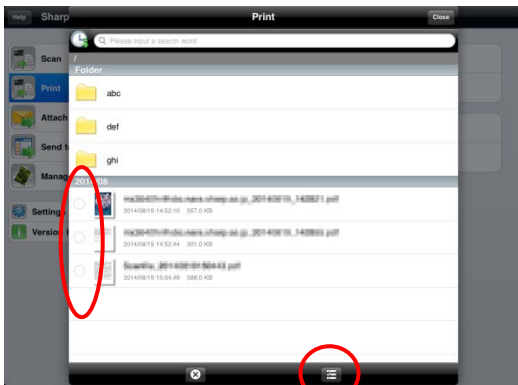 Help
Sharp
Print
Close
Please input a search word
/
Folder
abc
def
ghi
2014/08
2014/08/19 14:52:10 557.0 KB
2014/08/19 14:52:44 301.0 KB
2014/08/19 15:04:49 588.0 KB
Scan
Print
Attach
Send t
Manag
Settings
Version